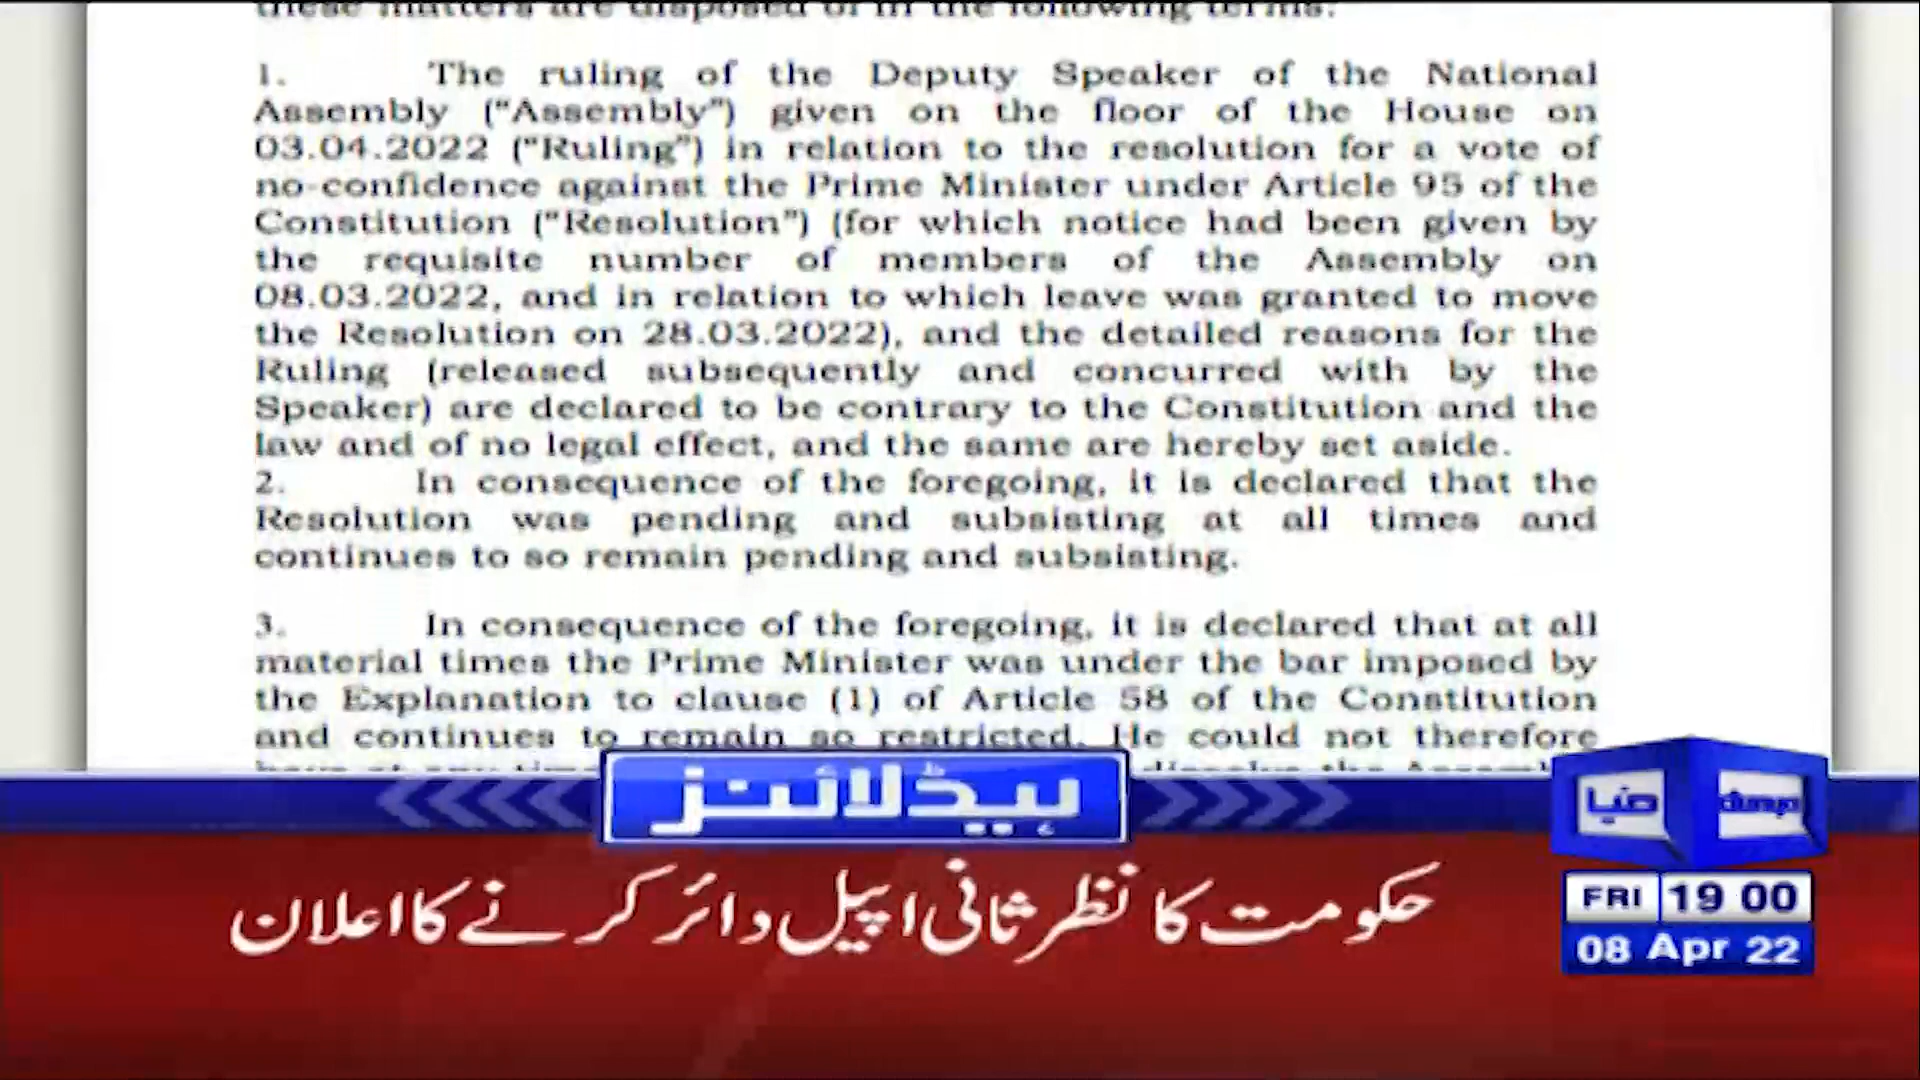 these matters are disposed of in the following terms:
1. The ruling of the Deputy Speaker of the National
Assembly (“Assembly”) given on the floor of the House on
03.04.2022 (“Ruling”) in relation to the resolution for a vote of
no-confidence against the Prime Minister under Article 95 of the
Constitution (“Resolution”) (for which notice had been given by
the requisite number of members of the Assembly on
08.03.2022, and in relation to which leave was granted to move
the Resolution on 28.03.2022), and the detailed reasons for the
Ruling (released subsequently and concurred with by the
Speaker) are declared to be contrary to the Constitution and the
law and of no legal effect, and the same are hereby set aside.
2. In consequence of the foregoing, it is declared that the
Resolution was pending and subsisting at all times and
continues to so remain pending and subsisting.
3. In consequence of the foregoing, it is declared that at all
material times the Prime Minister was under the bar imposed by
the Explanation to clause (1) of Article 58 of the Constitution
and continues to remain so restricted. He could not therefore
ہیڈلائنز
حکومت کا نظرثانی اپیل دائر کرنے کا اعلان
دنیا
dunya
FRI 19 00
08 Apr 22